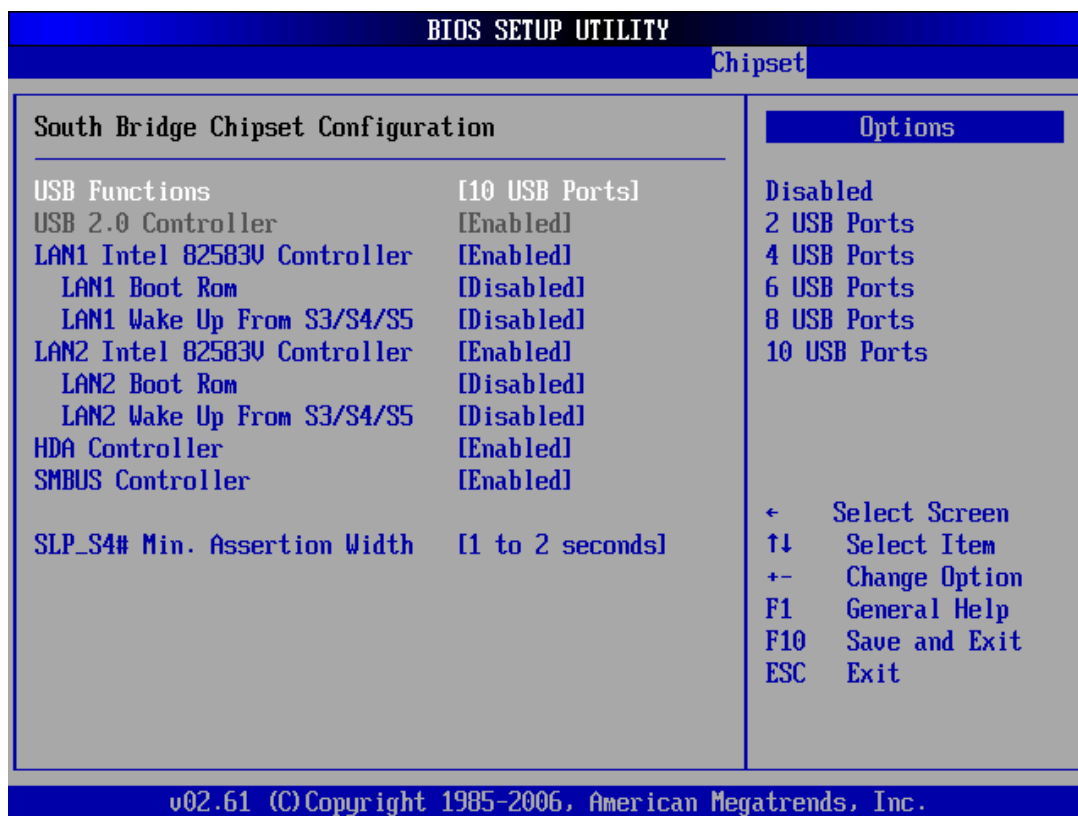 BIOS SETUP UTILITY
Chipset
South Bridge Chipset Configuration
USB Functions [10 USB Ports]
USB 2.0 Controller [Enabled]
LAN1 Intel 82583V Controller [Enabled]
LAN1 Boot Rom [Disabled]
LAN1 Wake Up From S3/S4/S5 [Disabled]
LAN2 Intel 82583V Controller [Enabled]
LAN2 Boot Rom [Disabled]
LAN2 Wake Up From S3/S4/S5 [Disabled]
HDA Controller [Enabled]
SMBUS Controller [Enabled]
SLP_S4# Min. Assertion Width [1 to 2 seconds]
Options
Disabled
2 USB Ports
4 USB Ports
6 USB Ports
8 USB Ports
10 USB Ports
← Select Screen
↑↓ Select Item
+- Change Option
F1 General Help
F10 Save and Exit
ESC Exit
v02.61 (C)Copyright 1985-2006, American Megatrends, Inc.